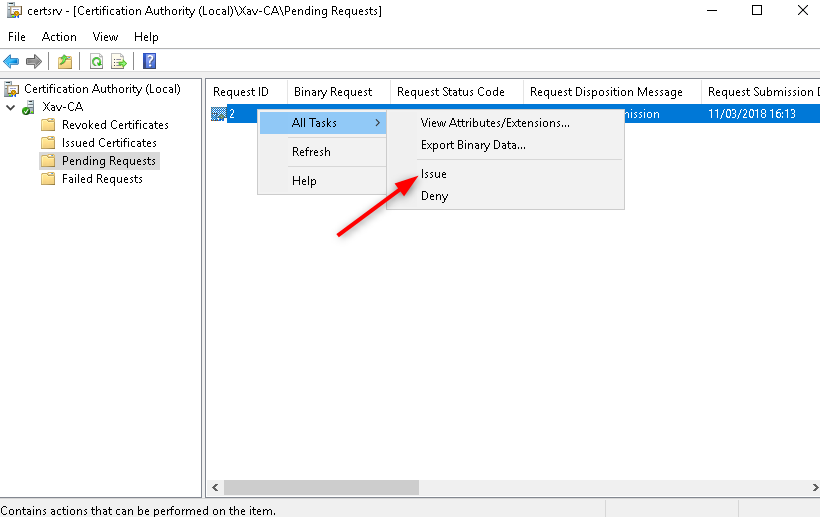 certsrv - [Certification Authority (Local)\Xav-CA\Pending Requests]
File Action View Help
Certification Authority (Local)
Xav-CA
Revoked Certificates
Issued Certificates
Pending Requests
Failed Requests
Request ID Binary Request Request Status Code Request Disposition Message Request Submission D
2 mission 11/03/2018 16:13
All Tasks
Refresh
Help
View Attributes/Extensions...
Export Binary Data...
Issue
Deny
Contains actions that can be performed on the item.